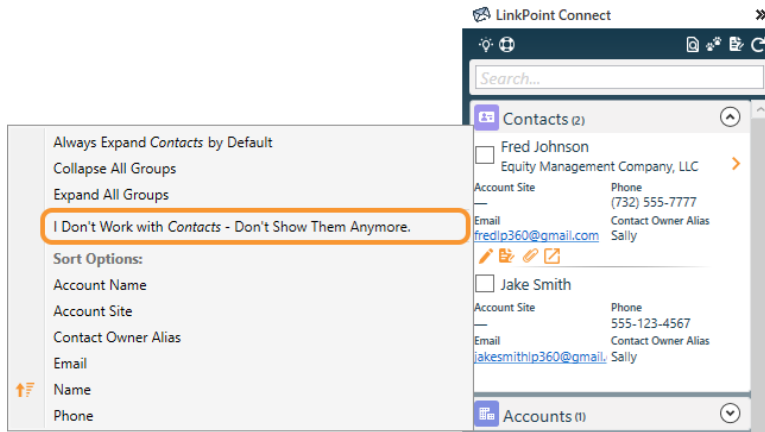 LinkPoint Connect
Search...
Contacts (2)
Fred Johnson
Equity Management Company, LLC
Account Site
Phone
—
(732) 555-7777
Email
Contact Owner Alias
fredlp360@gmail.com
Sally
Jake Smith
Account Site
Phone
—
555-123-4567
Email
Contact Owner Alias
jakesmithlp360@gmail.
Sally
Accounts (1)
Always Expand Contacts by Default
Collapse All Groups
Expand All Groups
I Don't Work with Contacts - Don't Show Them Anymore.
Sort Options:
Account Name
Account Site
Contact Owner Alias
Email
Name
Phone